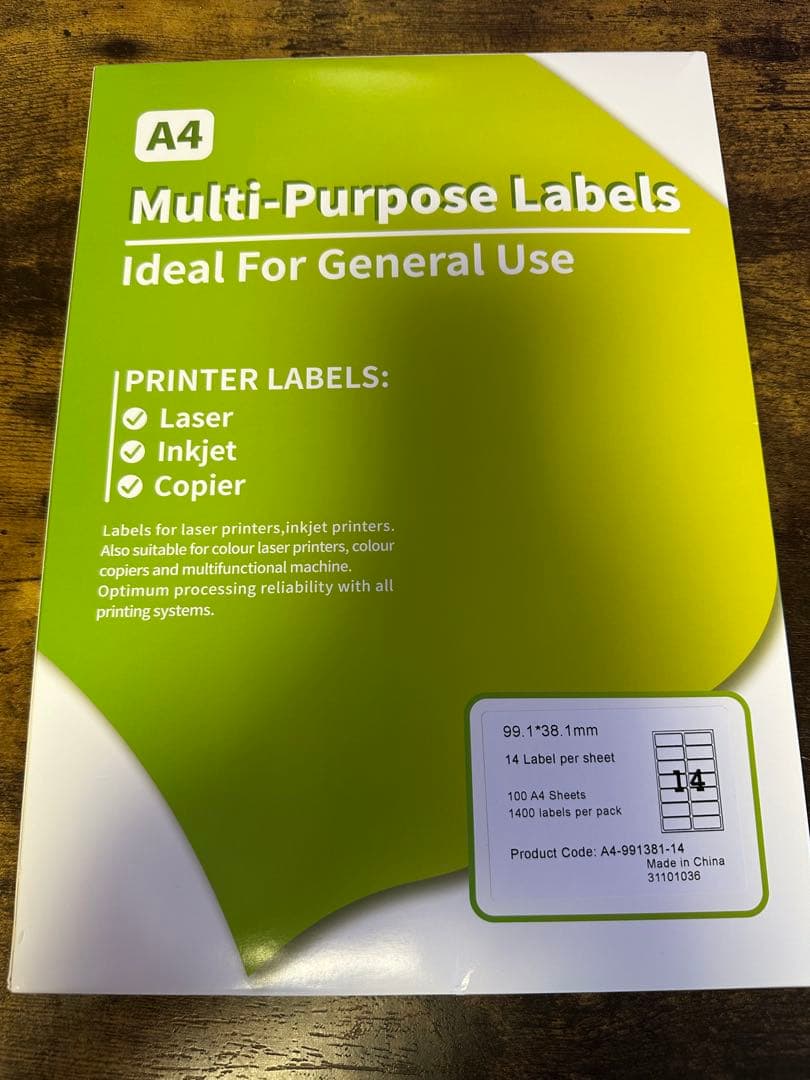 A4
Multi-Purpose Labels
Ideal For General Use
PRINTER LABELS:
Laser
Inkjet
Copier
Labels for laser printers,inkjet printers.
Also suitable for colour laser printers, colour
copiers and multifunctional machine.
Optimum processing reliability with all
printing systems.
99.1*38.1mm
14 Label per sheet
100 A4 Sheets
1400 labels per pack
14
Product Code: A4-991381-14
Made in China
31101036